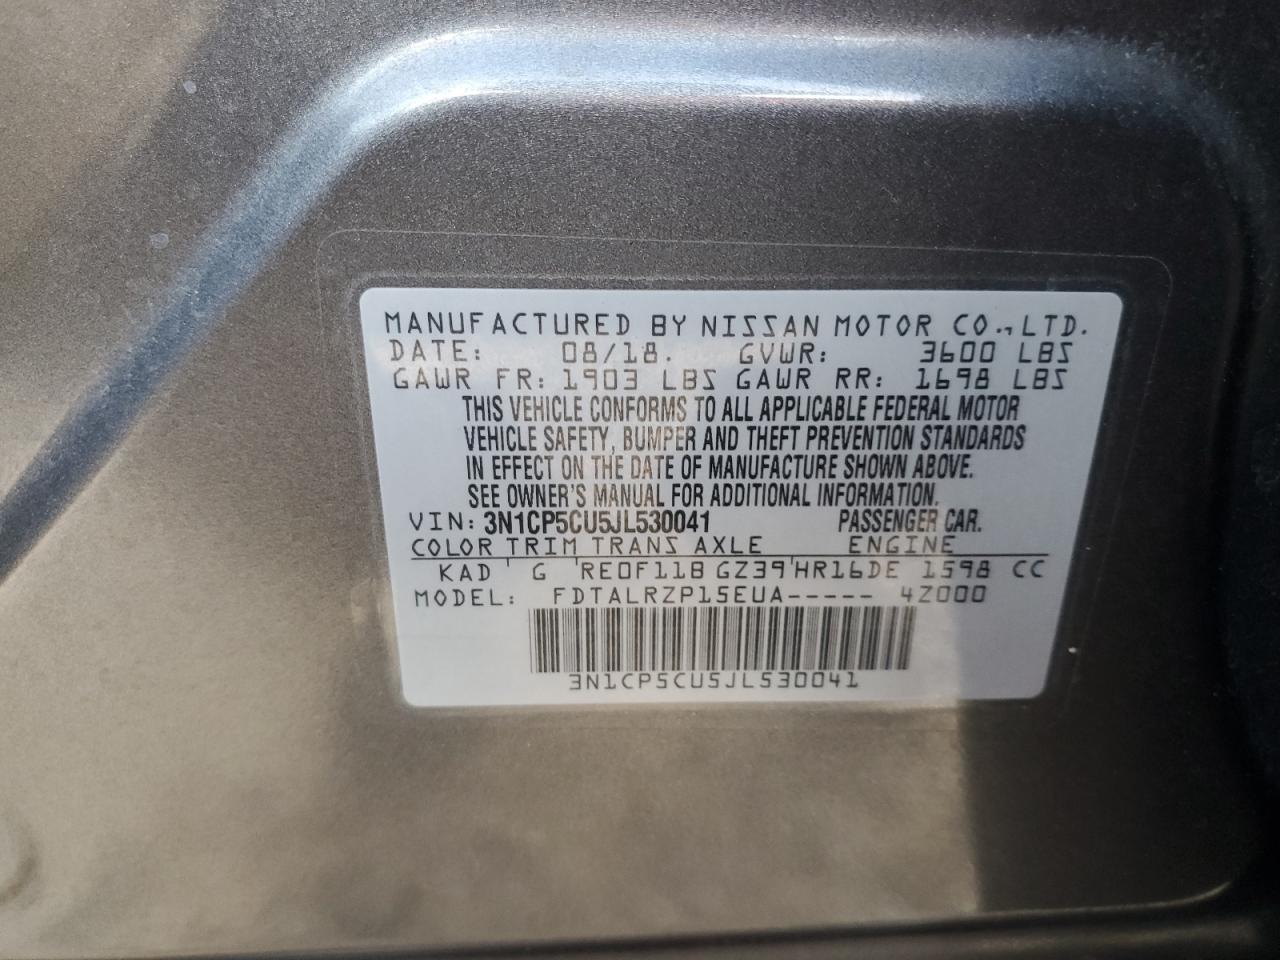 MANUFACTURED BY NISSAN MOTOR CO.,LTD.
DATE: 08/18. GVWR: 3600 LBS
GAWR FR: 1903 LBS GAWR RR: 1698 LBS
THIS VEHICLE CONFORMS TO ALL APPLICABLE FEDERAL MOTOR
VEHICLE SAFETY, BUMPER AND THEFT PREVENTION STANDARDS
IN EFFECT ON THE DATE OF MANUFACTURE SHOWN ABOVE.
SEE OWNER'S MANUAL FOR ADDITIONAL INFORMATION.
VIN: 3N1CP5CU5JL530041 PASSENGER CAR.
COLOR TRIM TRANS AXLE ENGINE
KAD ' G 'RE0F11B GZ39'HR16DE 1598 CC
MODEL: FDTALRZP15EUA----- 4Z000
3N1CP5CU5JL530041